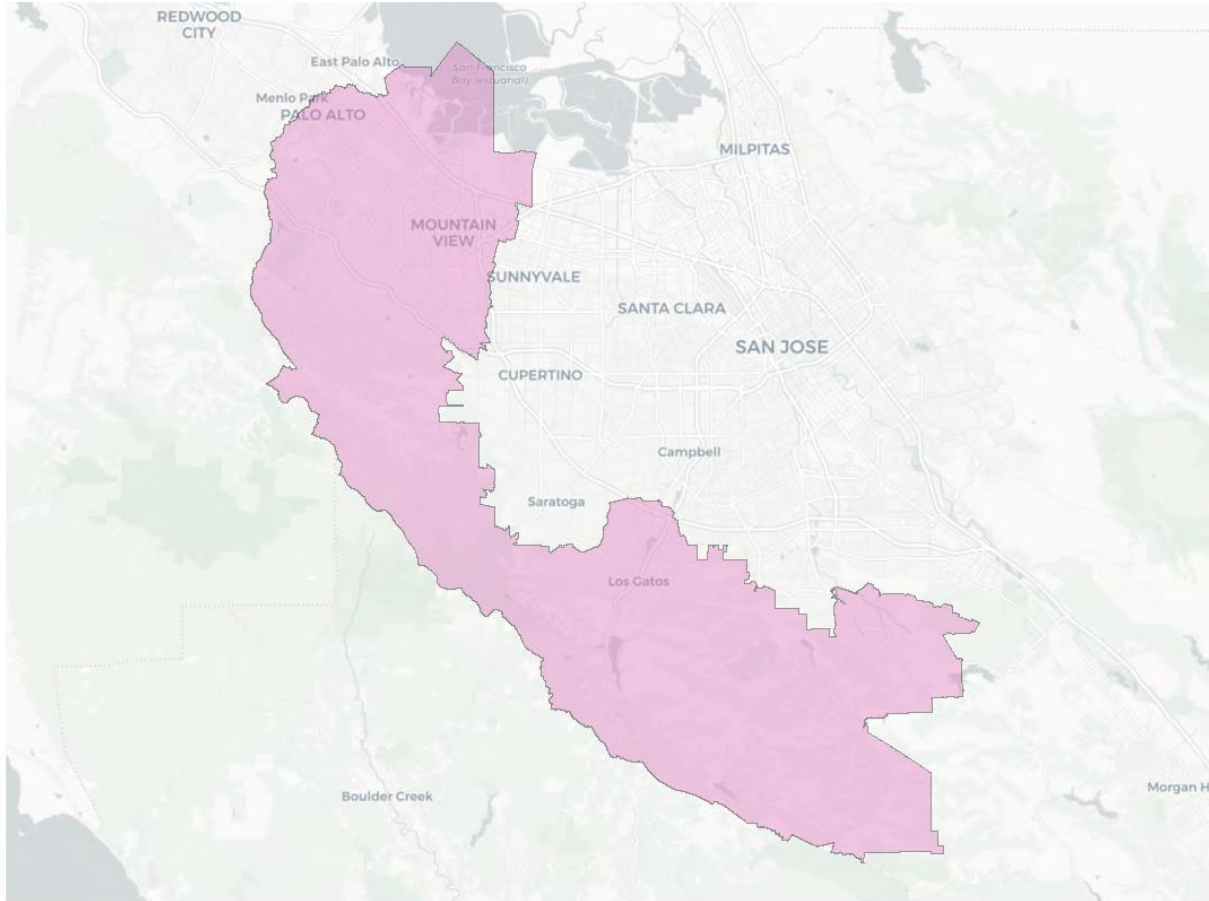 REDWOOD
CITY
East Palo Alto
San Francisco
Bay (estuarial)
Menlo Park
PALO ALTO
MILPITAS
MOUNTAIN
VIEW
SUNNYVALE
SANTA CLARA
SAN JOSE
CUPERTINO
Campbell
Saratoga
Los Gatos
Boulder Creek
Morgan H